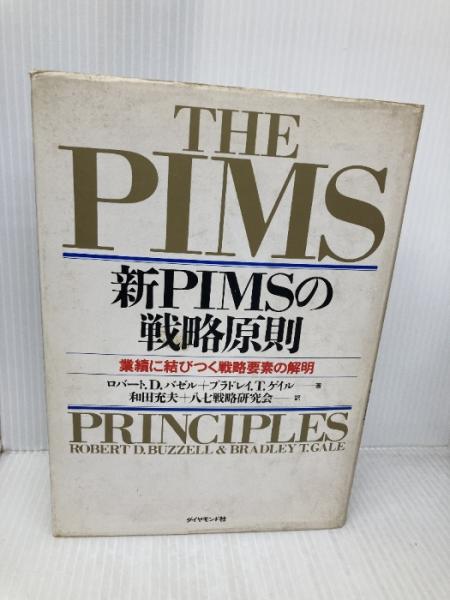 THE
PIMS
新PIMSの
戦略原則
業績に結びつく戦略要素の解明
ロバート.D.バゼル+ブラドレイ.T.ゲイル——著
和田充夫+八七戦略研究会——訳
PRINCIPLES
ROBERT D. BUZZELL & BRADLEY T. GALE
ダイヤモンド社